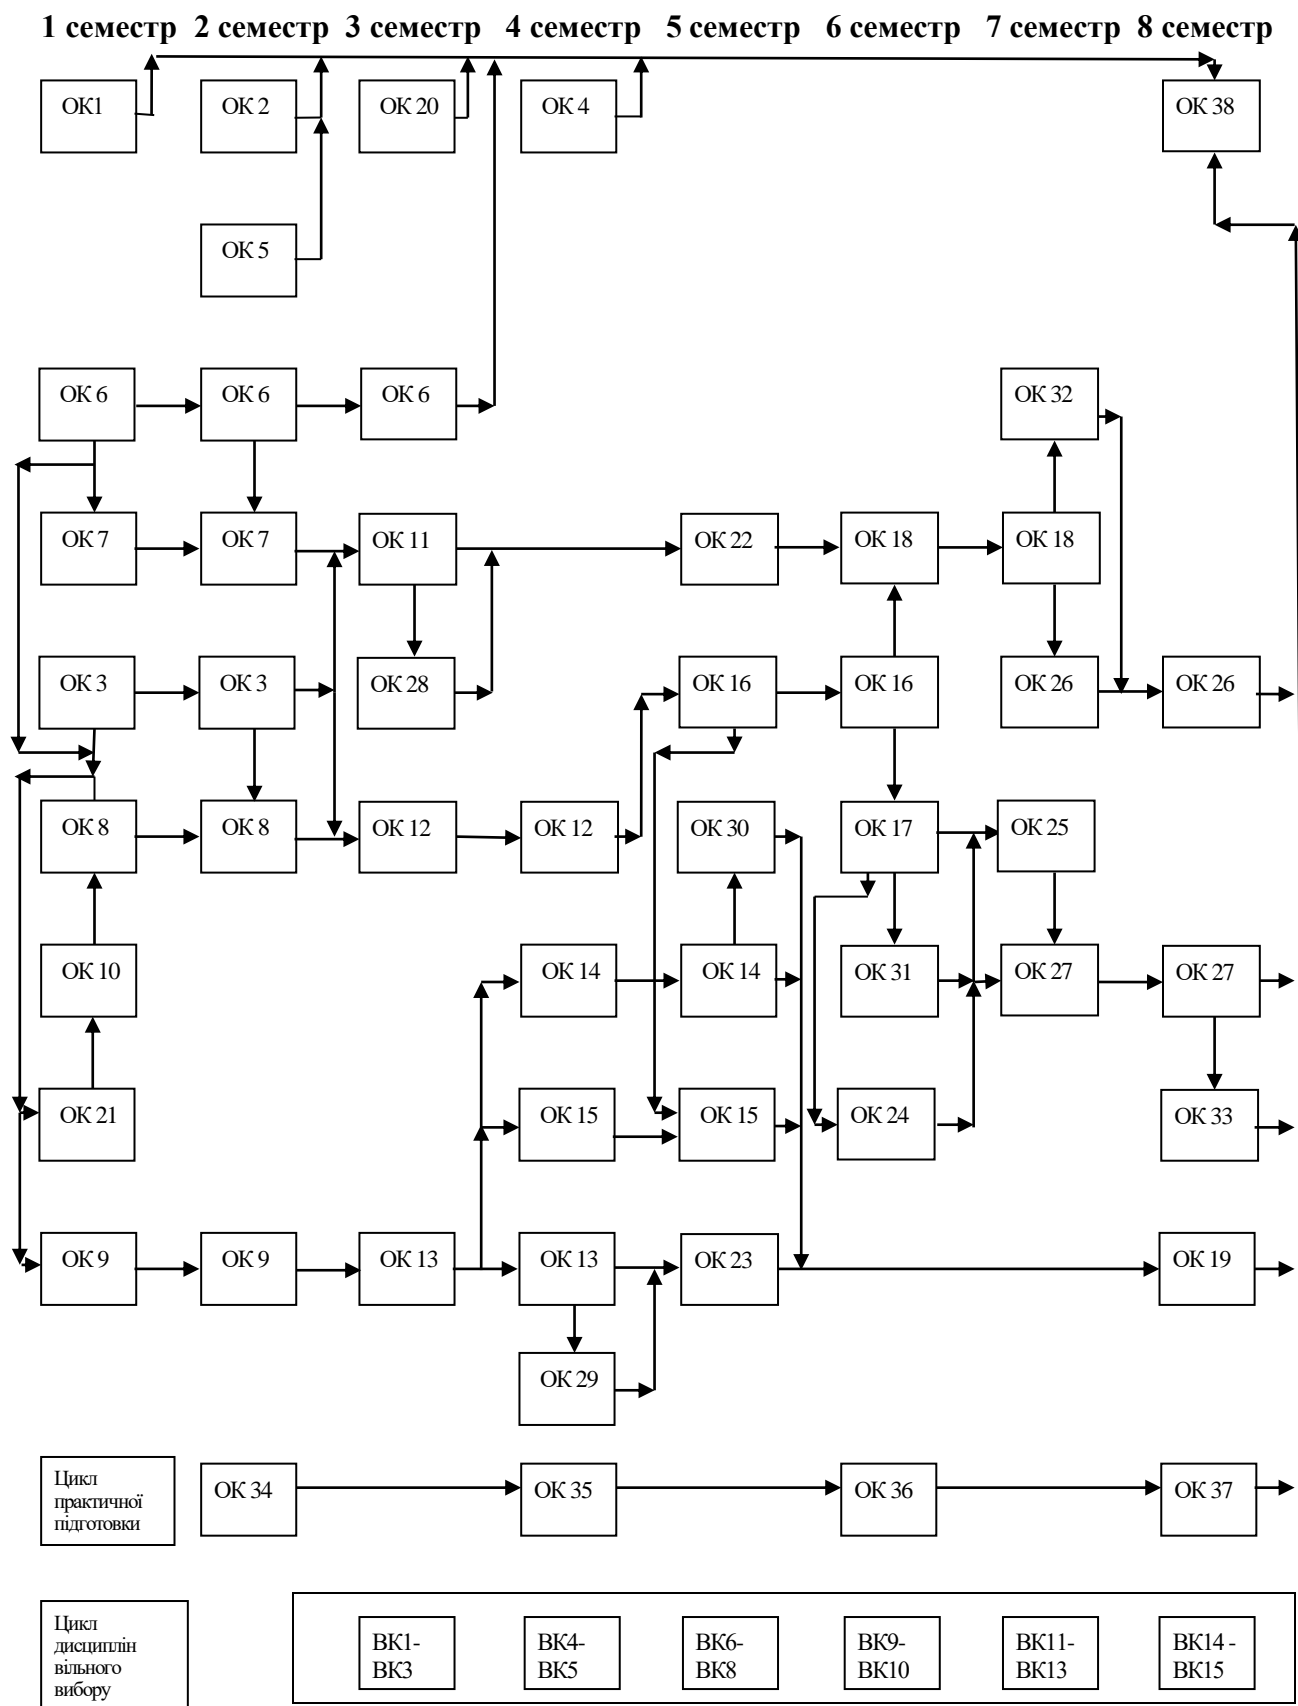 1 семестр 2 семестр 3 семестр 4 семестр 5 семестр 6 семестр 7 семестр 8 семестр
ОК1 ОК 2 ОК 20 ОК 4 ОК 38
ОК 5
ОК 6 ОК 6 ОК 6 ОК 32
ОК 7 ОК 7 ОК 11 ОК 22 ОК 18 ОК 18
ОК 3 ОК 3 ОК 28 ОК 16 ОК 16 ОК 26 ОК 26
ОК 8 ОК 8 ОК 12 ОК 12 ОК 30 ОК 17 ОК 25
ОК 10 ОК 14 ОК 14 ОК 31 ОК 27 ОК 27
ОК 21 ОК 15 ОК 15 ОК 24 ОК 33
ОК 9 ОК 9 ОК 13 ОК 13 ОК 23 ОК 19
ОК 29
Цикл
практичної
підготовки
ОК 34 ОК 35 ОК 36 ОК 37
Цикл
дисциплін
вільного
вибору
ВК1-
ВК3
ВК4-
ВК5
ВК6-
ВК8
ВК9-
ВК10
ВК11-
ВК13
ВК14 -
ВК15